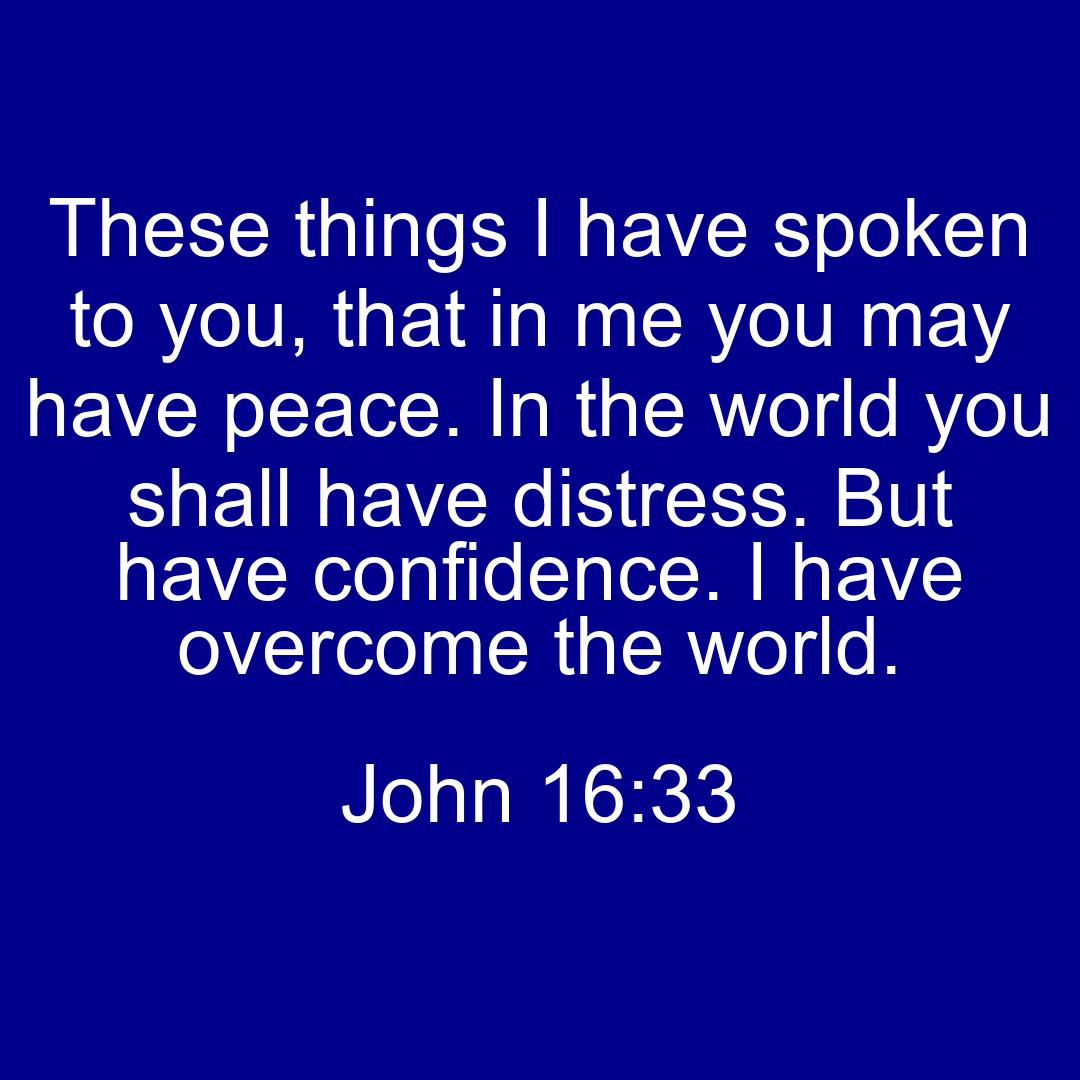 These things I have spoken
to you, that in me you may
have peace. In the world you
shall have distress. But
have confidence. I have
overcome the world.
John 16:33